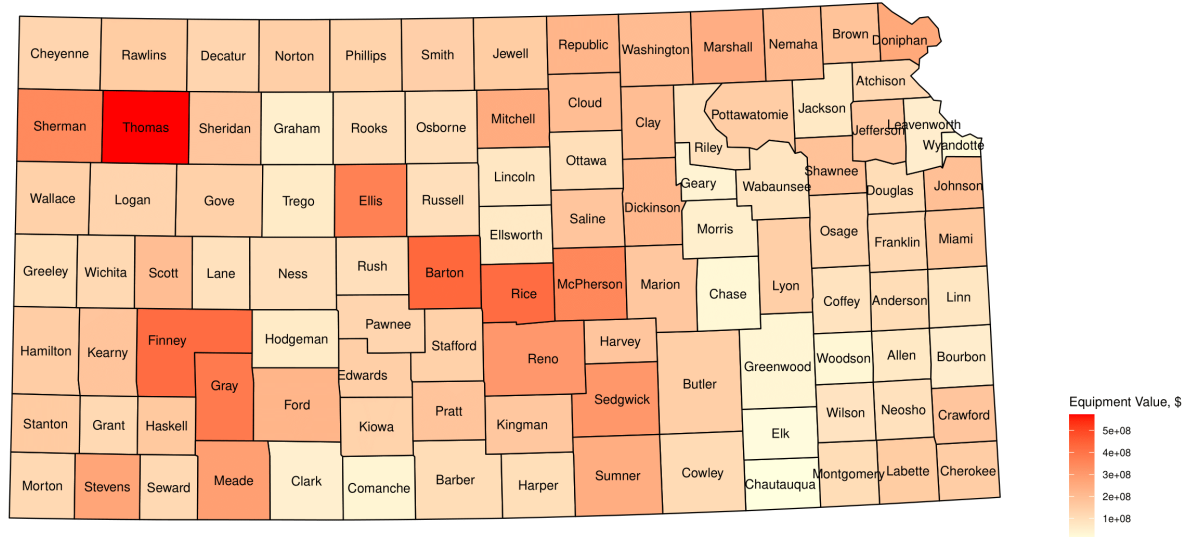 Cheyenne
Rawlins
Decatur
Norton
Phillips
Smith
Jewell
Republic
Washington
Marshall
Nemaha
Brown
Doniphan
Atchison
Sherman
Thomas
Sheridan
Graham
Rooks
Osborne
Mitchell
Cloud
Clay
Riley
Pottawatomie
Jackson
Jefferson
Leavenworth
Wyandotte
Wallace
Logan
Gove
Trego
Ellis
Russell
Lincoln
Ottawa
Saline
Dickinson
Geary
Wabaunsee
Shawnee
Douglas
Johnson
Ellsworth
Morris
Osage
Franklin
Miami
Greeley
Wichita
Scott
Lane
Ness
Rush
Barton
Rice
McPherson
Marion
Chase
Lyon
Coffey
Anderson
Linn
Hamilton
Kearny
Finney
Gray
Hodgeman
Pawnee
Edwards
Stafford
Reno
Harvey
Sedgwick
Butler
Greenwood
Woodson
Allen
Bourbon
Stanton
Grant
Haskell
Ford
Kiowa
Pratt
Kingman
Elk
Wilson
Neosho
Crawford
Morton
Stevens
Seward
Meade
Clark
Comanche
Barber
Harper
Sumner
Cowley
Chautauqua
Montgomery
Labette
Cherokee
Equipment Value, $
5e+08
4e+08
3e+08
2e+08
1e+08